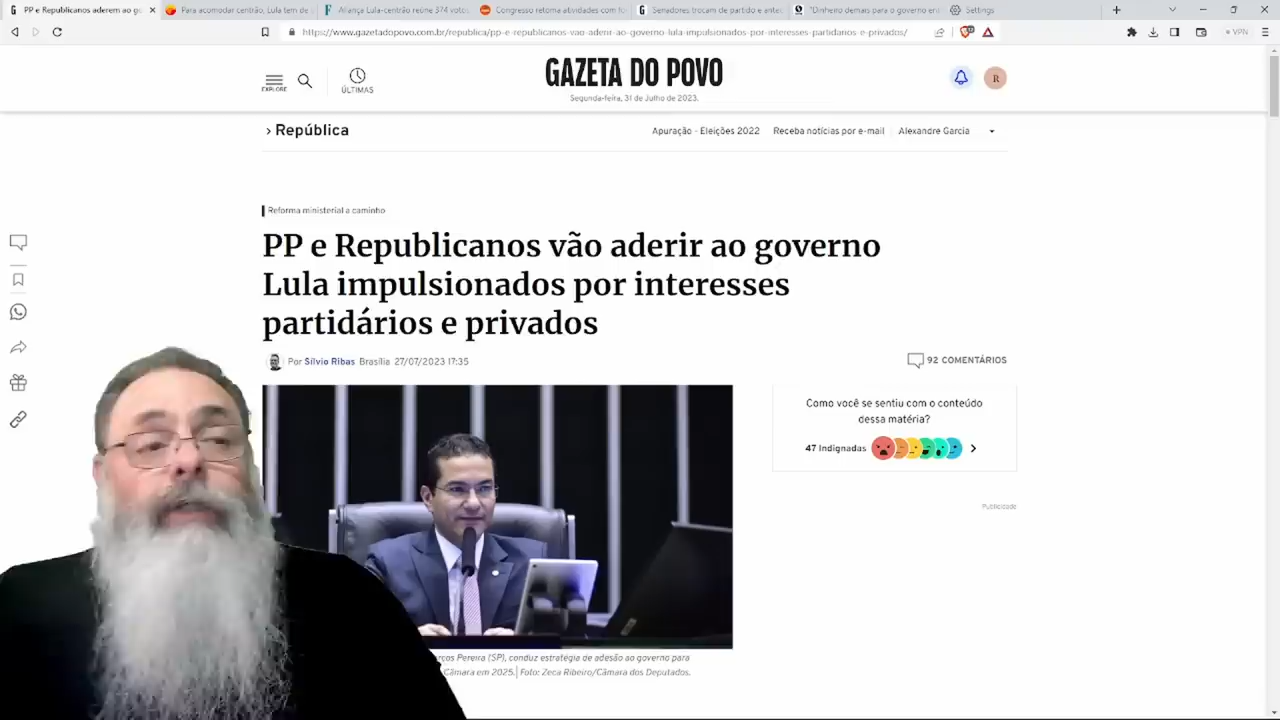 PP e Republicanos aderem ao go
Para acomodar centrão, Lula tem de
Aliança Lula-centrão reúne 374 votos
Congresso retoma atividades com fo
Senadores trocam de partido e ante
"Dinheiro demais para o governo en
Settings
https://www.gazetadopovo.com.br/republica/pp-e-republicanos-vao-aderir-ao-governo-lula-impulsionados-por-interesses-partidarios-e-privados/
VPN
EXPLORE
ÚLTIMAS
GAZETA DO POVO
Segunda-feira, 31 de Julho de 2023.
R
República
Apuração - Eleições 2022
Receba notícias por e-mail
Alexandre Garcia
Reforma ministerial a caminho
PP e Republicanos vão aderir ao governo
Lula impulsionados por interesses
partidários e privados
Por Sílvio Ribas Brasília 27/07/2023 17:35
92 COMENTÁRIOS
Como você se sentiu com o conteúdo
dessa matéria?
47 Indignadas
Publicidade
Pereira (SP), conduz estratégia de adesão ao governo para
Câmara em 2025.| Foto: Zeca Ribeiro/Câmara dos Deputados.